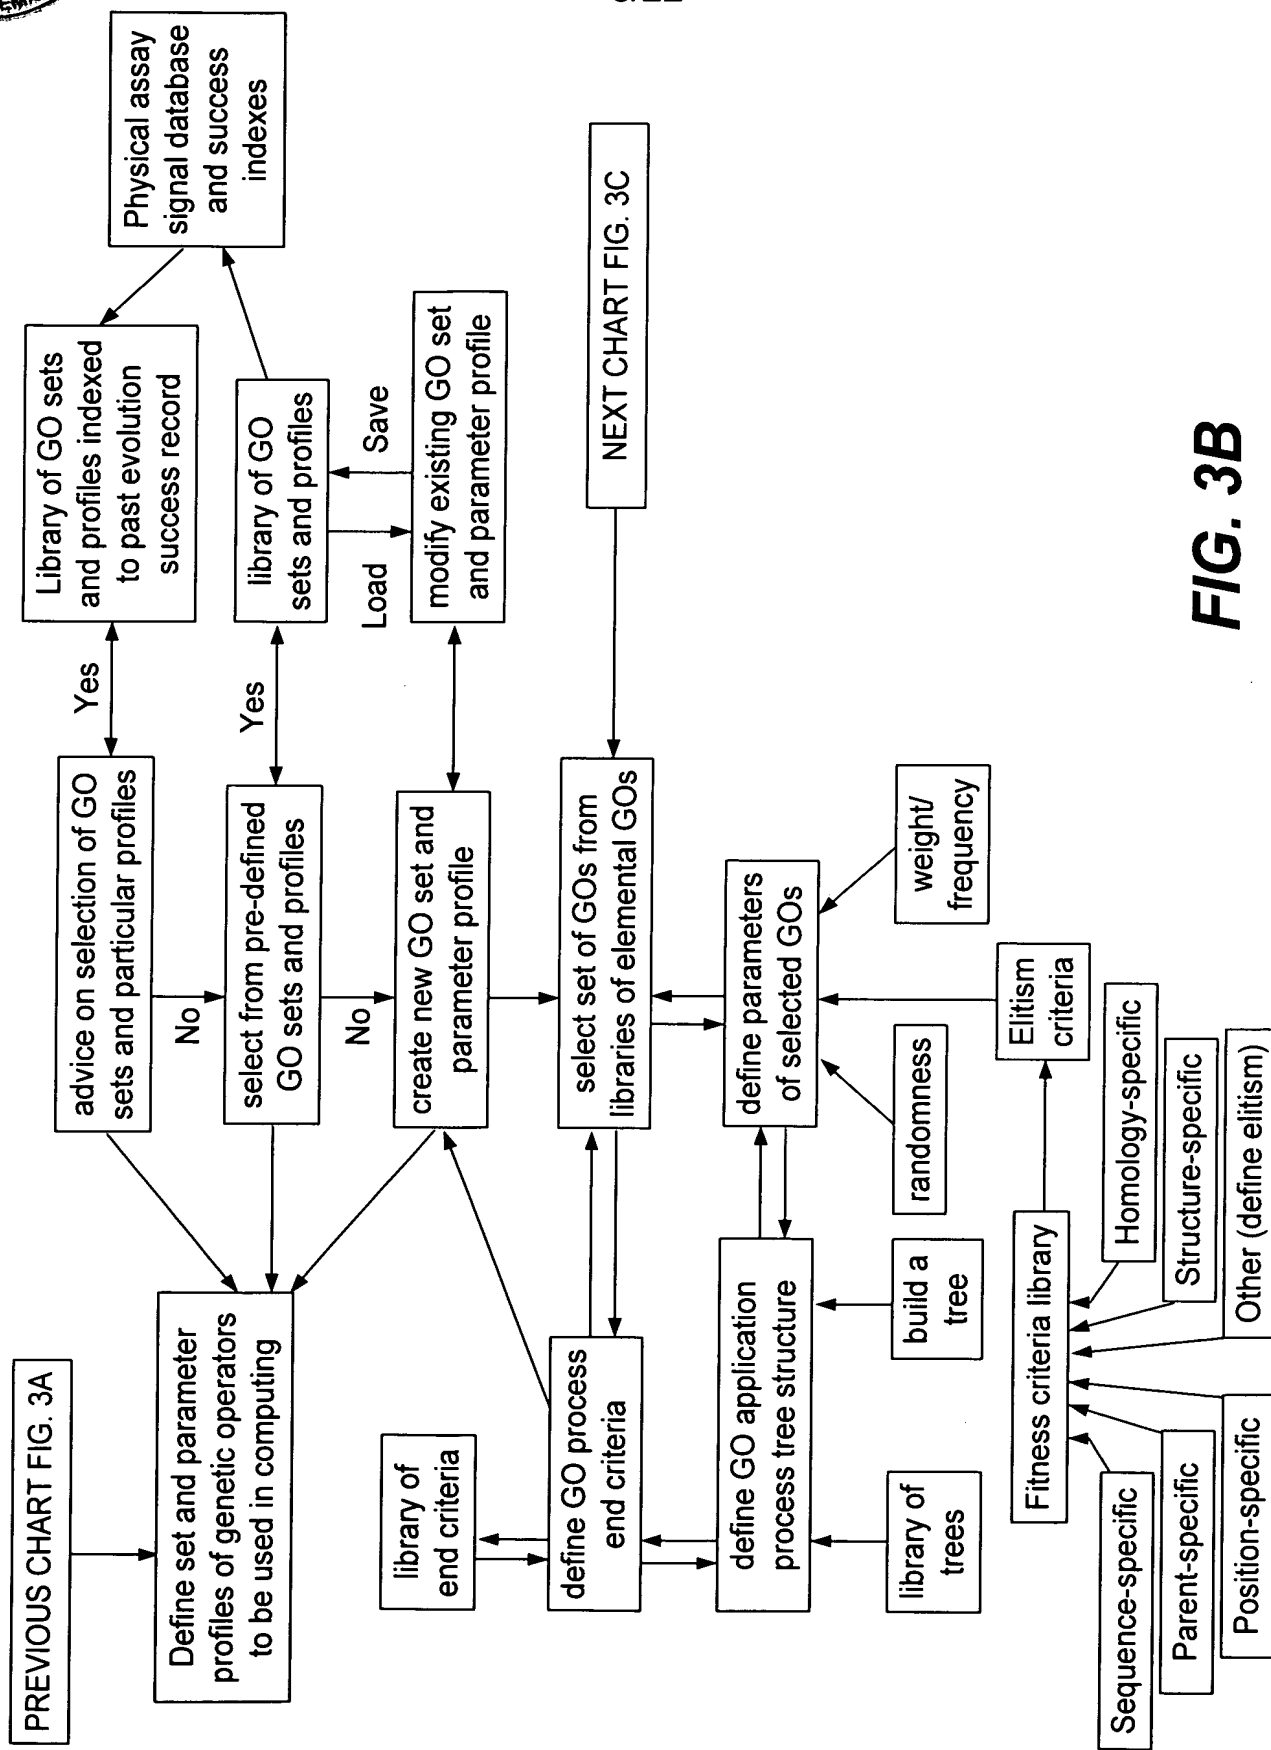 PREVIOUS CHART FIG. 3A
Define set and parameter
profiles of genetic operators
to be used in computing
advice on selection of GO
sets and particular profiles
Yes
Library of GO sets
and profiles indexed
to past evolution
success record
Physical assay
signal database
and success
indexes
No
select from pre-defined
GO sets and profiles
Yes
library of GO
sets and profiles
No
Load
Save
create new GO set and
parameter profile
modify existing GO set
and parameter profile
library of
end criteria
define GO process
end criteria
select set of GOs from
libraries of elemental GOs
NEXT CHART FIG. 3C
define GO application
process tree structure
define parameters
of selected GOs
library of
trees
build a
tree
randomness
weight/
frequency
Elitism
criteria
Fitness criteria library
Sequence-specific
Parent-specific
Position-specific
Homology-specific
Structure-specific
Other (define elitism)
FIG. 3B